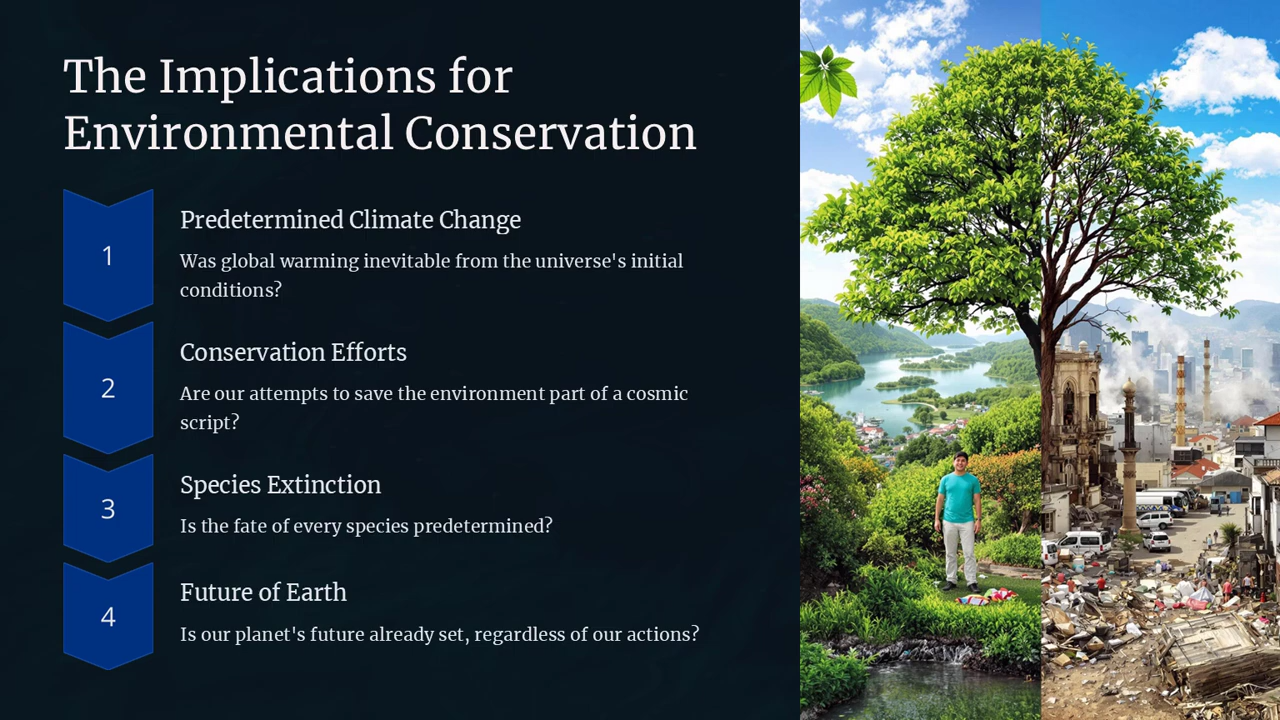 The Implications for
Environmental Conservation
1
Predetermined Climate Change
Was global warming inevitable from the universe's initial
conditions?
2
Conservation Efforts
Are our attempts to save the environment part of a cosmic
script?
3
Species Extinction
Is the fate of every species predetermined?
4
Future of Earth
Is our planet's future already set, regardless of our actions?